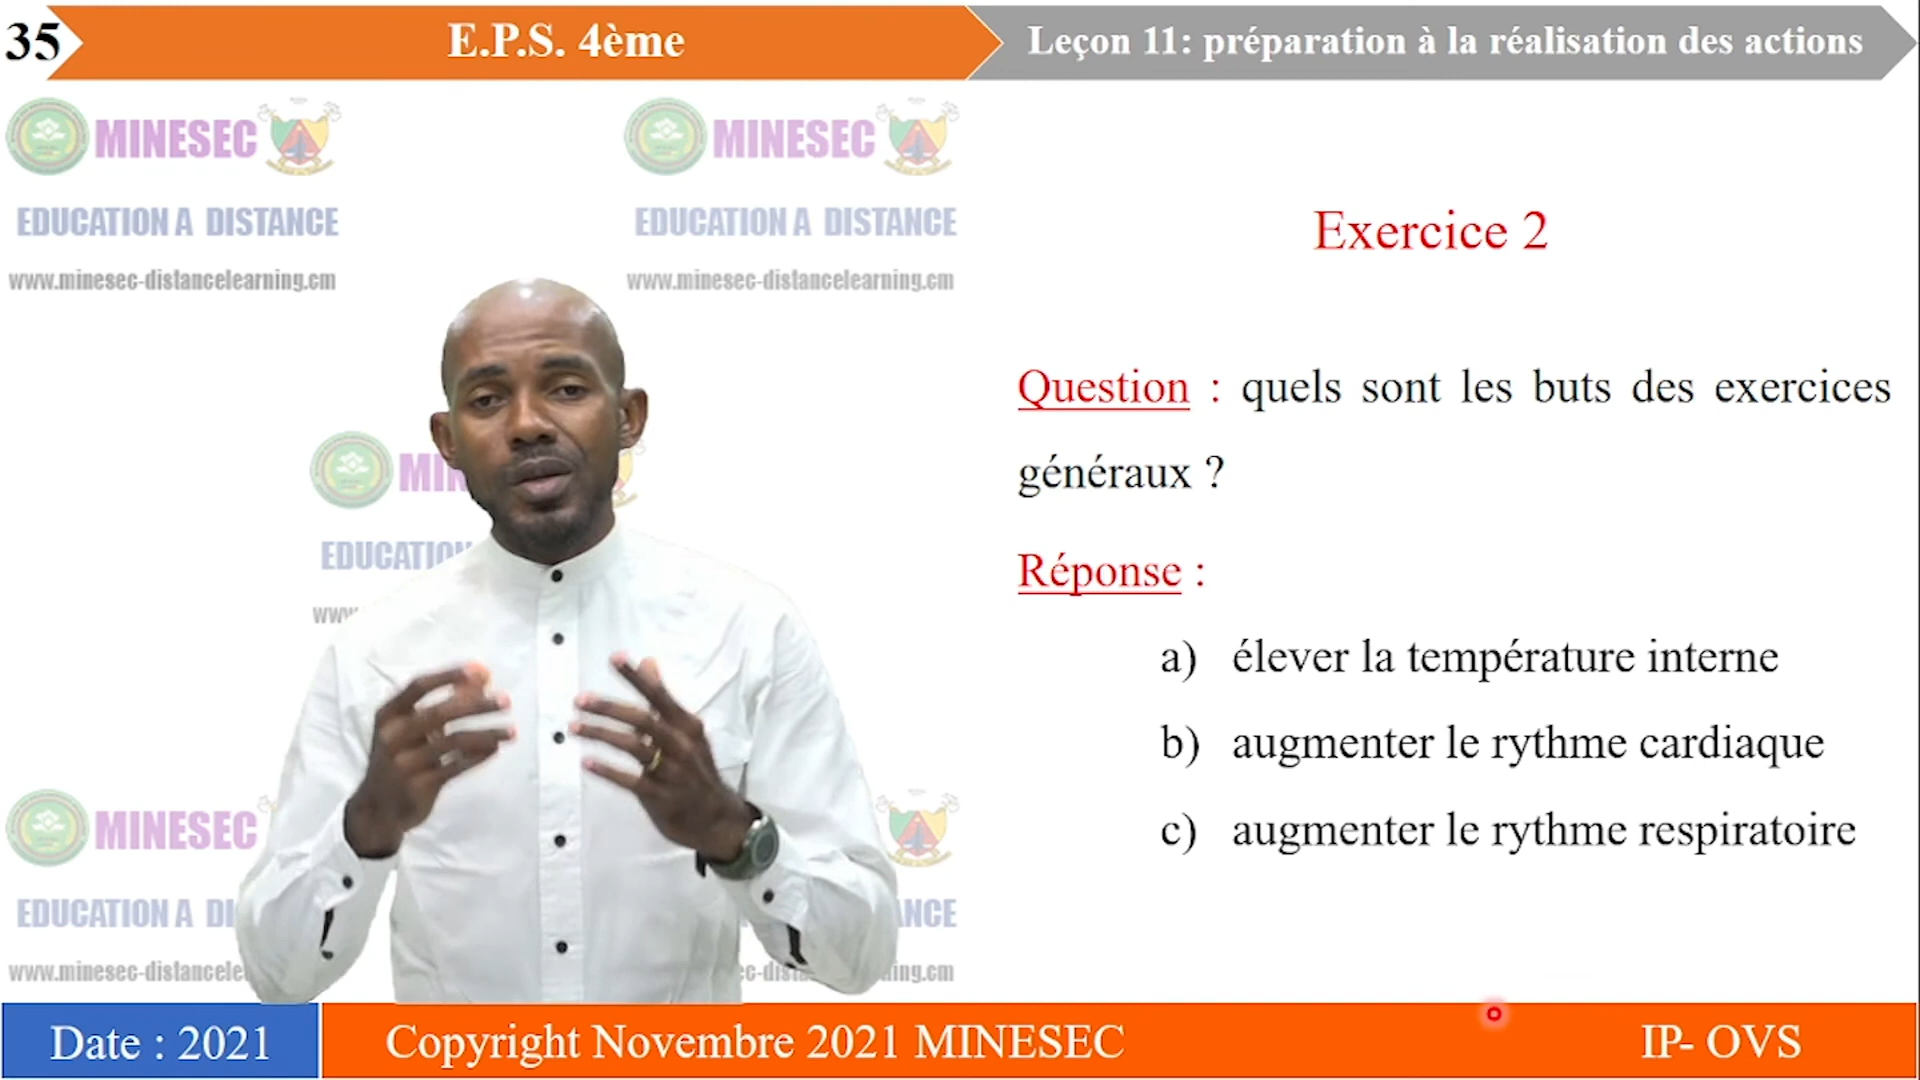 35
E.P.S. 4ème
Leçon 11: préparation à la réalisation des actions
MINESEC
EDUCATION A DISTANCE
www.minesec-distancelearning.cm
MINESEC
EDUCATION A DISTANCE
www.minesec-distancelearning.cm
Exercice 2
Question : quels sont les buts des exercices
généraux ?
Réponse :
a) élever la température interne
b) augmenter le rythme cardiaque
c) augmenter le rythme respiratoire
MINESEC
EDUCATION A
Date : 2021
Copyright Novembre 2021 MINESEC
IP- OVS